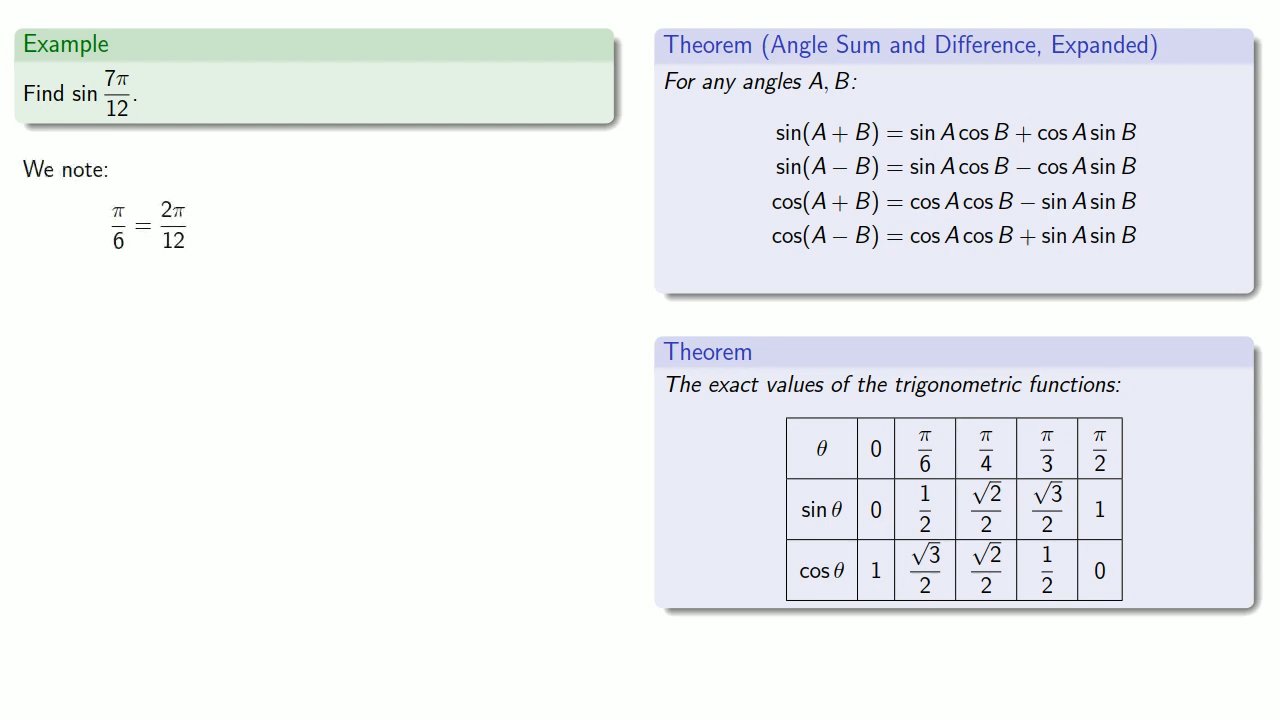 Example
Find sin 7π/12.
We note:
π/6 = 2π/12
Theorem (Angle Sum and Difference, Expanded)
For any angles A, B:
sin(A + B) = sin A cos B + cos A sin B
sin(A − B) = sin A cos B − cos A sin B
cos(A + B) = cos A cos B − sin A sin B
cos(A − B) = cos A cos B + sin A sin B
Theorem
The exact values of the trigonometric functions:
θ 0 π/6 π/4 π/3 π/2
sin θ 0 1/2 √2/2 √3/2 1
cos θ 1 √3/2 √2/2 1/2 0